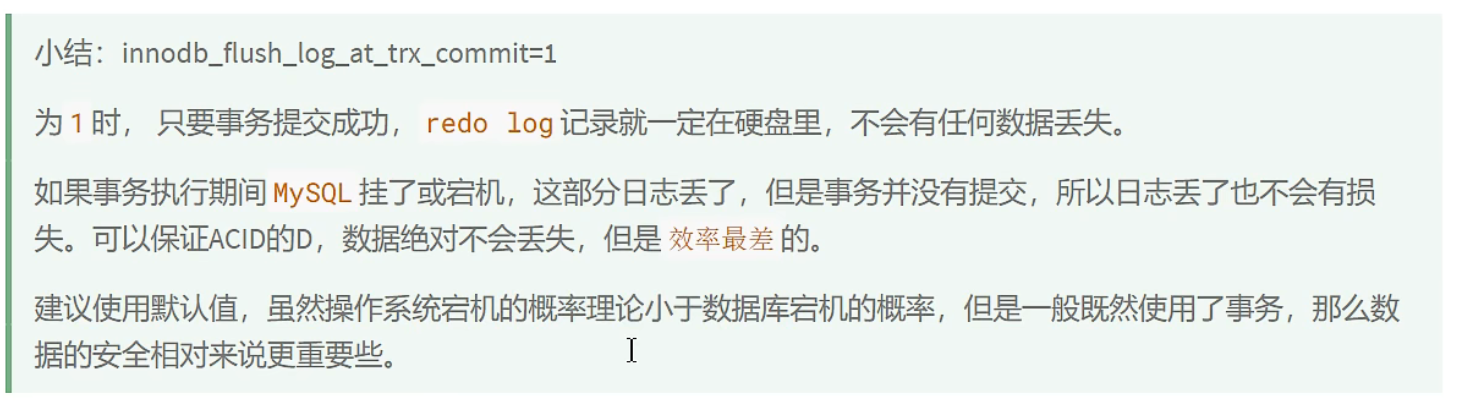 小结：innodb_flush_log_at_trx_commit=1
为 1 时， 只要事务提交成功， redo log 记录就一定在硬盘里，不会有任何数据丢失。
如果事务执行期间 MySQL 挂了或宕机，这部分日志丢了，但是事务并没有提交，所以日志丢了也不会有损
失。可以保证ACID的D，数据绝对不会丢失，但是 效率最差 的。
建议使用默认值，虽然操作系统宕机的概率理论小于数据库宕机的概率，但是一般既然使用了事务，那么数
据的安全相对来说更重要些。